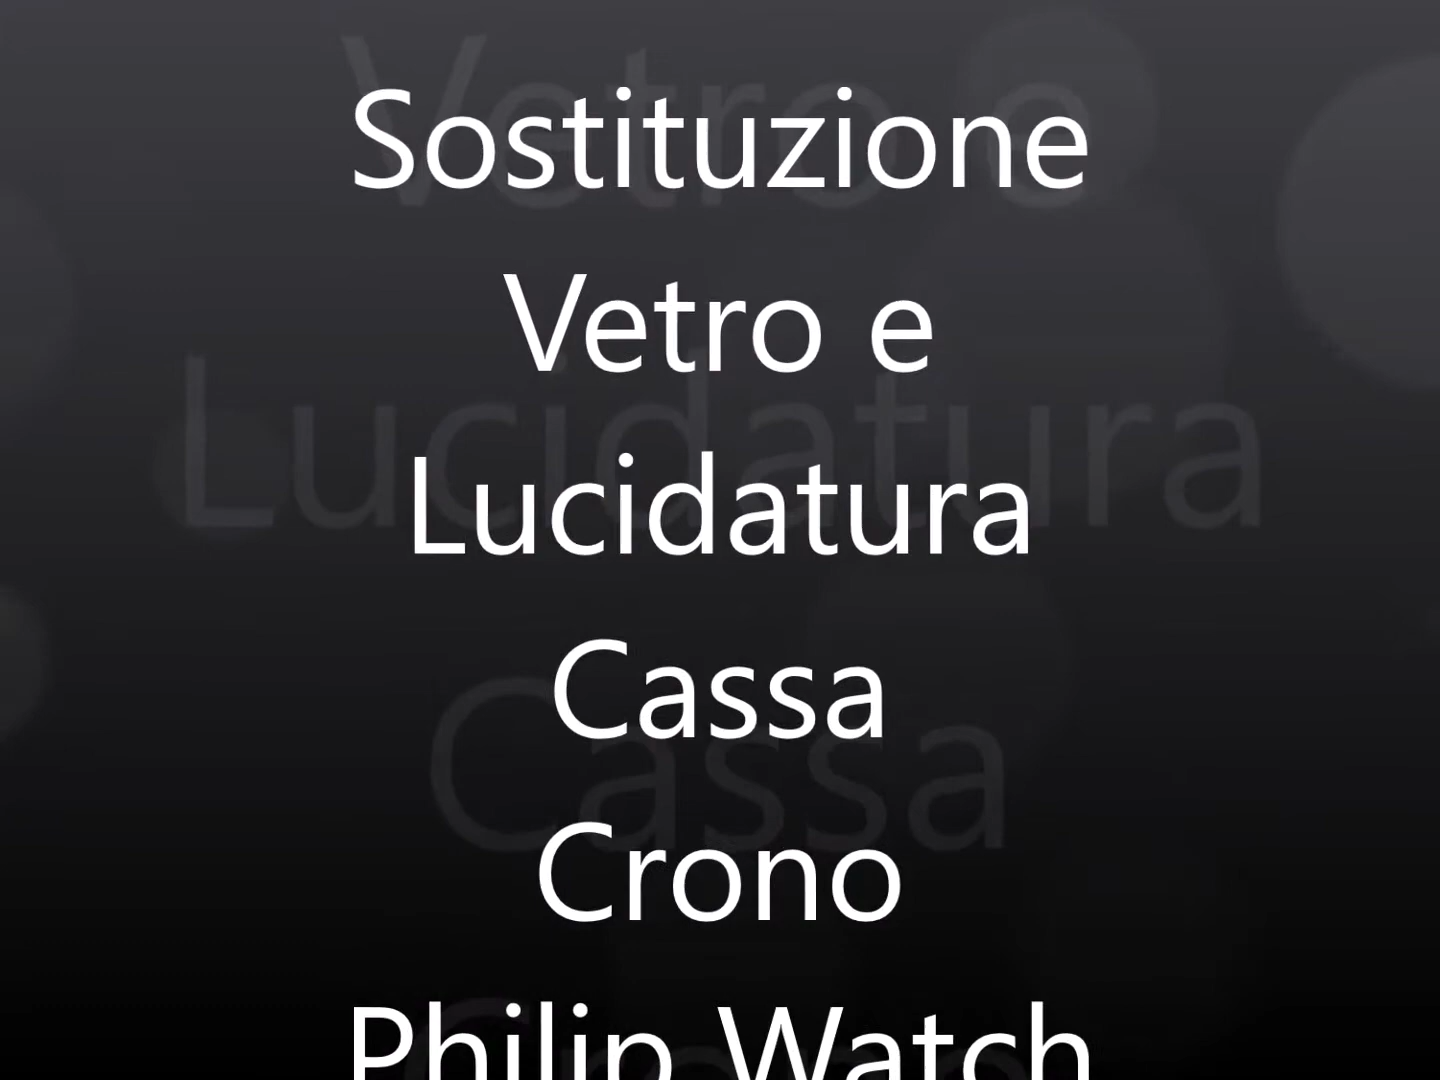 Sostituzione
Vetro e
Lucidatura
Cassa
Crono
Philip Watch